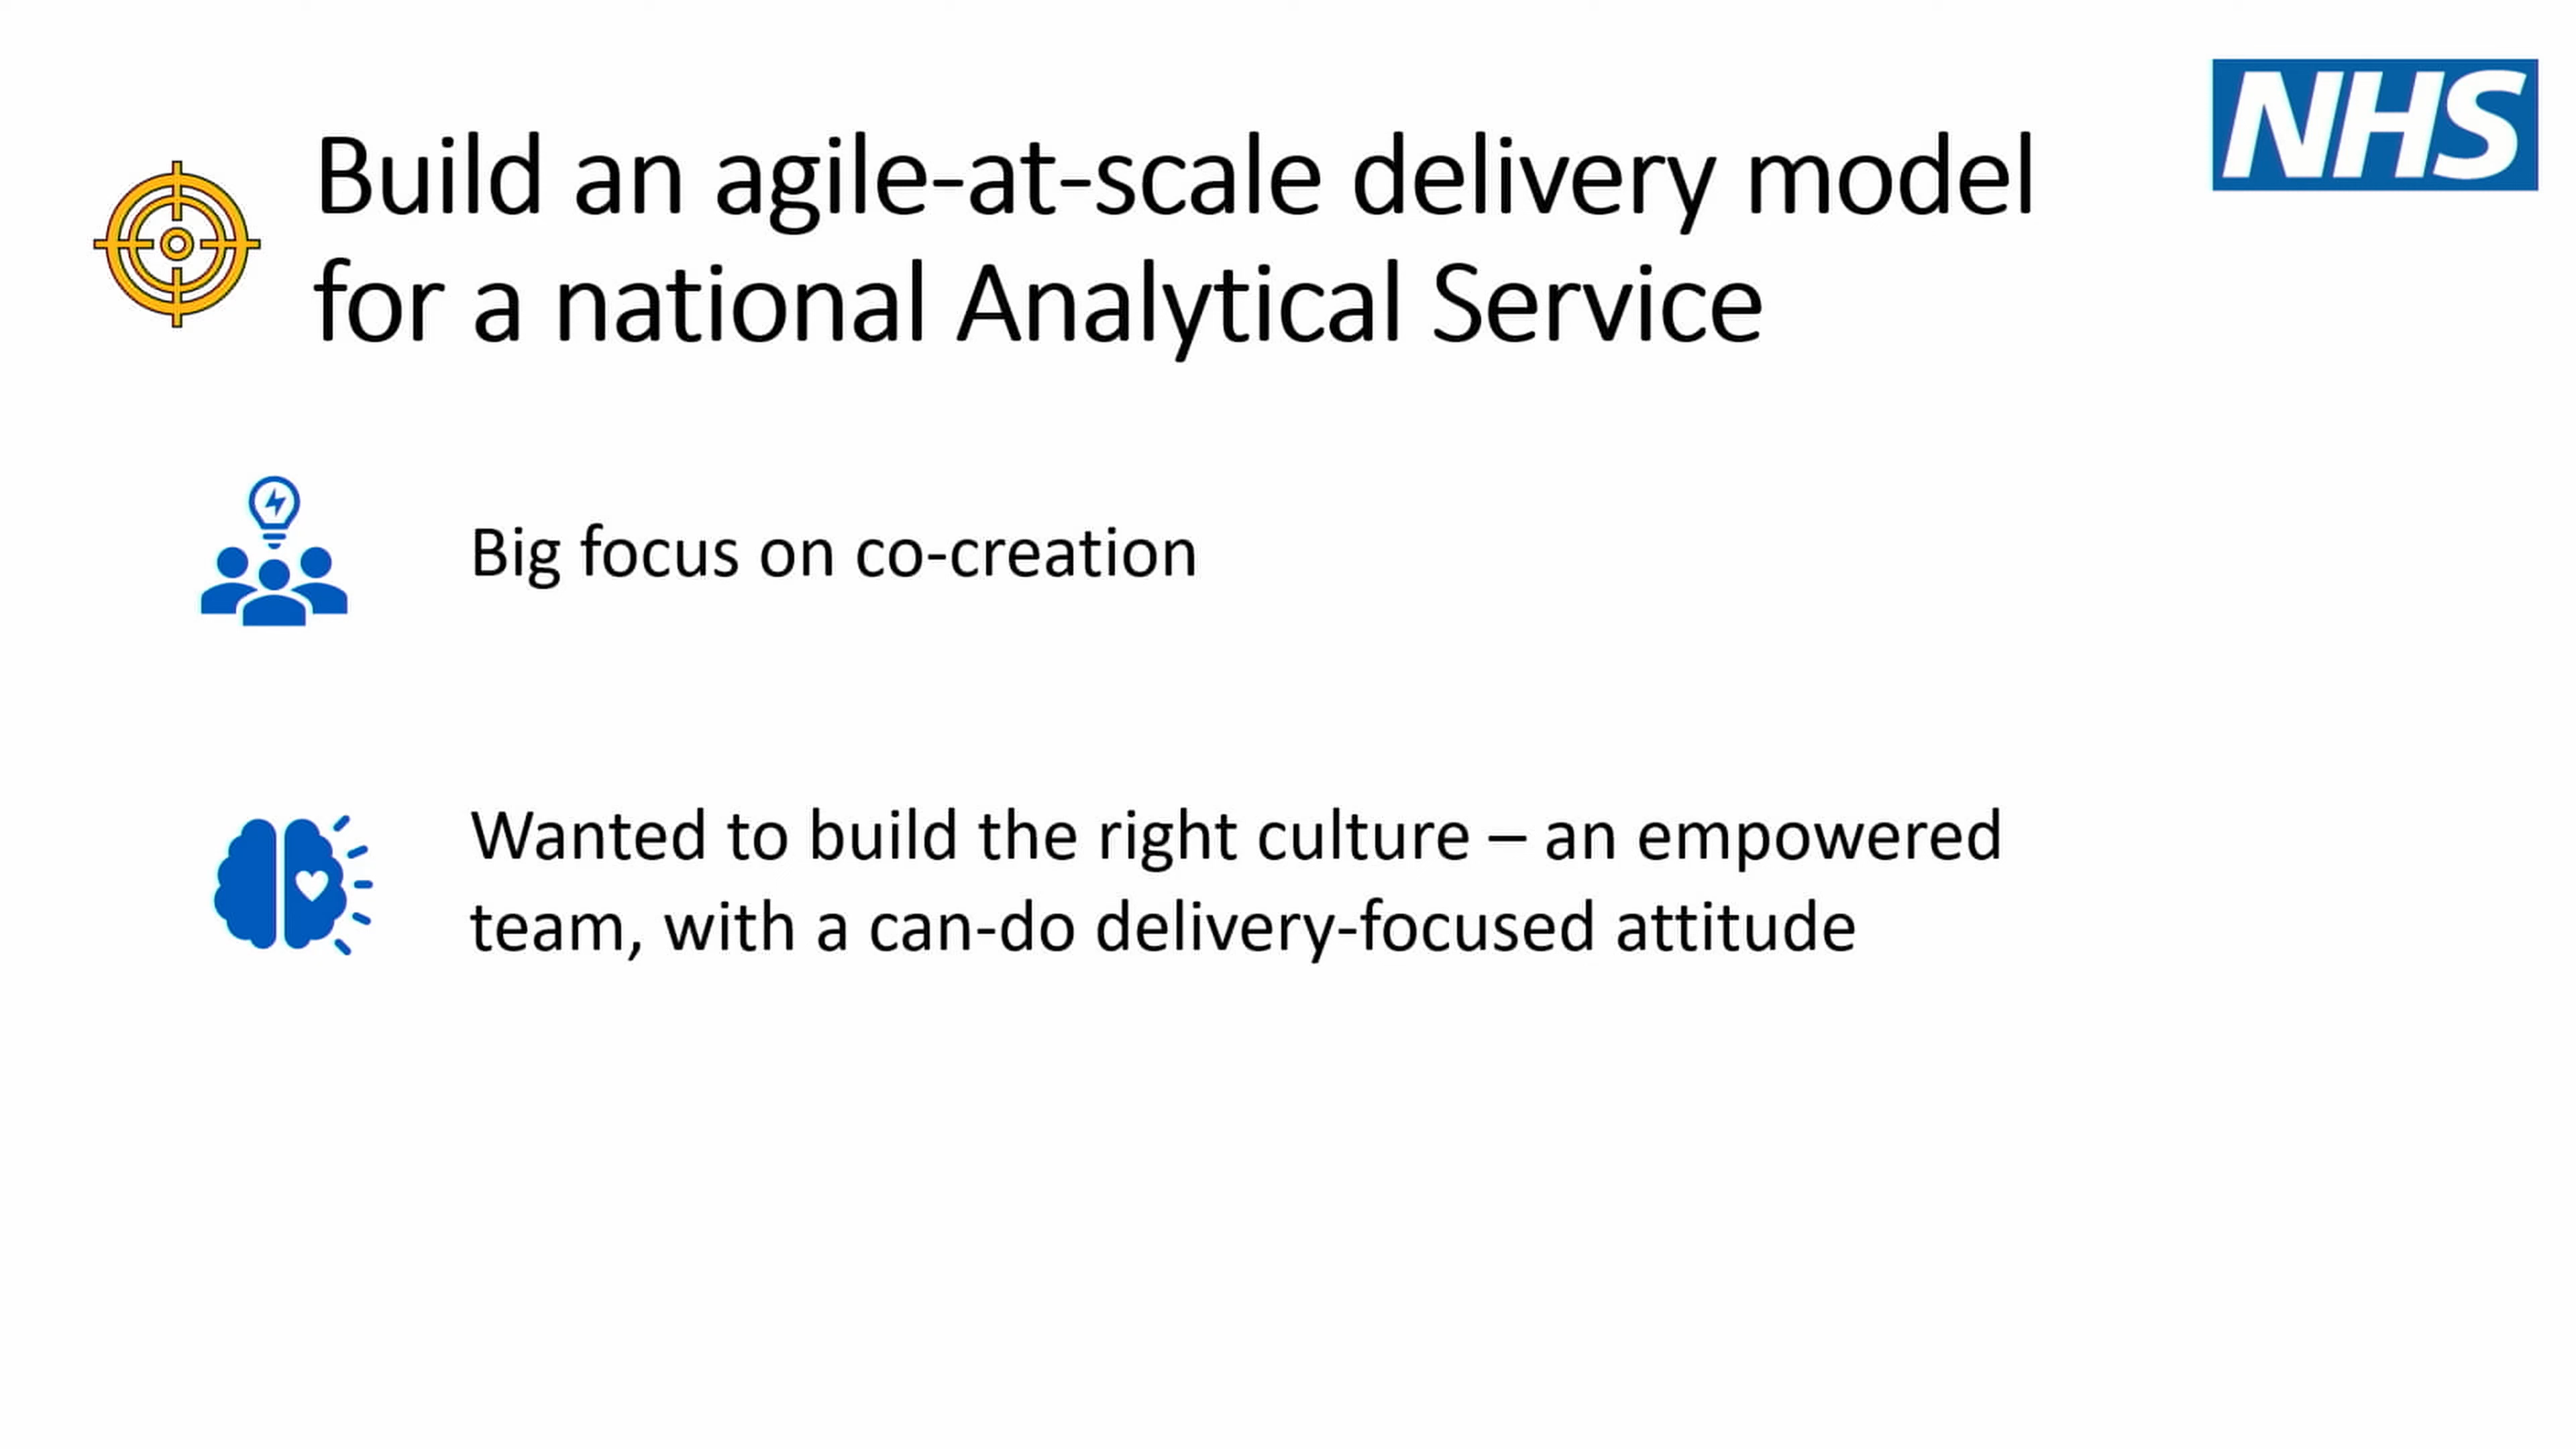 NHS
Build an agile-at-scale delivery model
for a national Analytical Service
Big focus on co-creation
Wanted to build the right culture – an empowered
team, with a can-do delivery-focused attitude